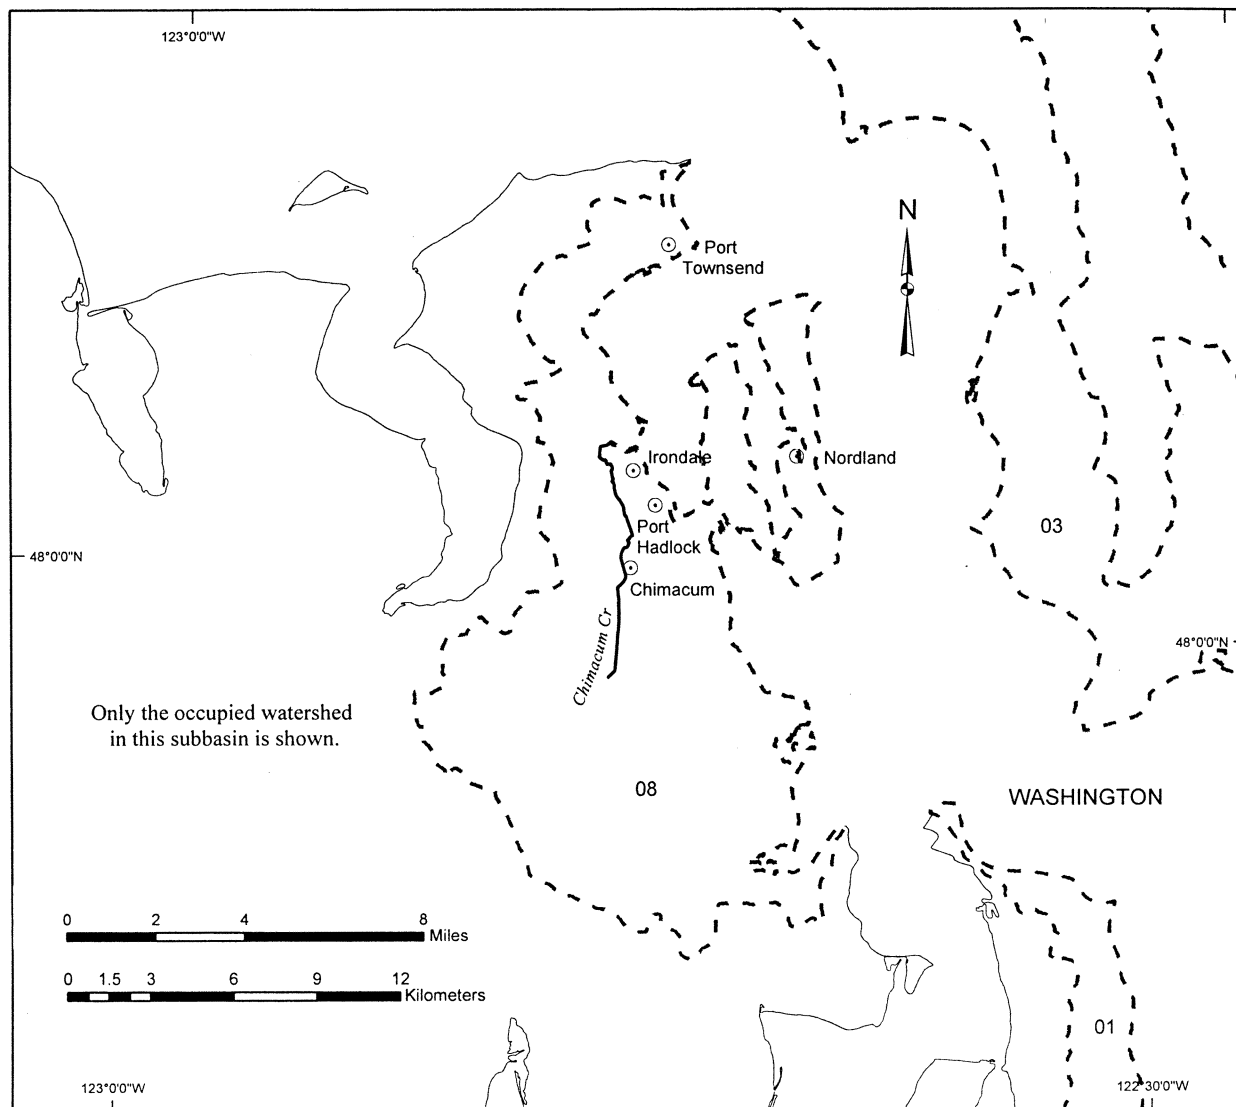 123°0'0"W
N
Port
Townsend
Irondale
Nordland
Port
Hadlock
03
48°0'0"N
Chimacum
Chimacum Cr
48°0'0"N
Only the occupied watershed
in this subbasin is shown.
08
WASHINGTON
0 2 4 8
Miles
0 1.5 3 6 9 12
Kilometers
01
123°0'0"W
122°30'0"W